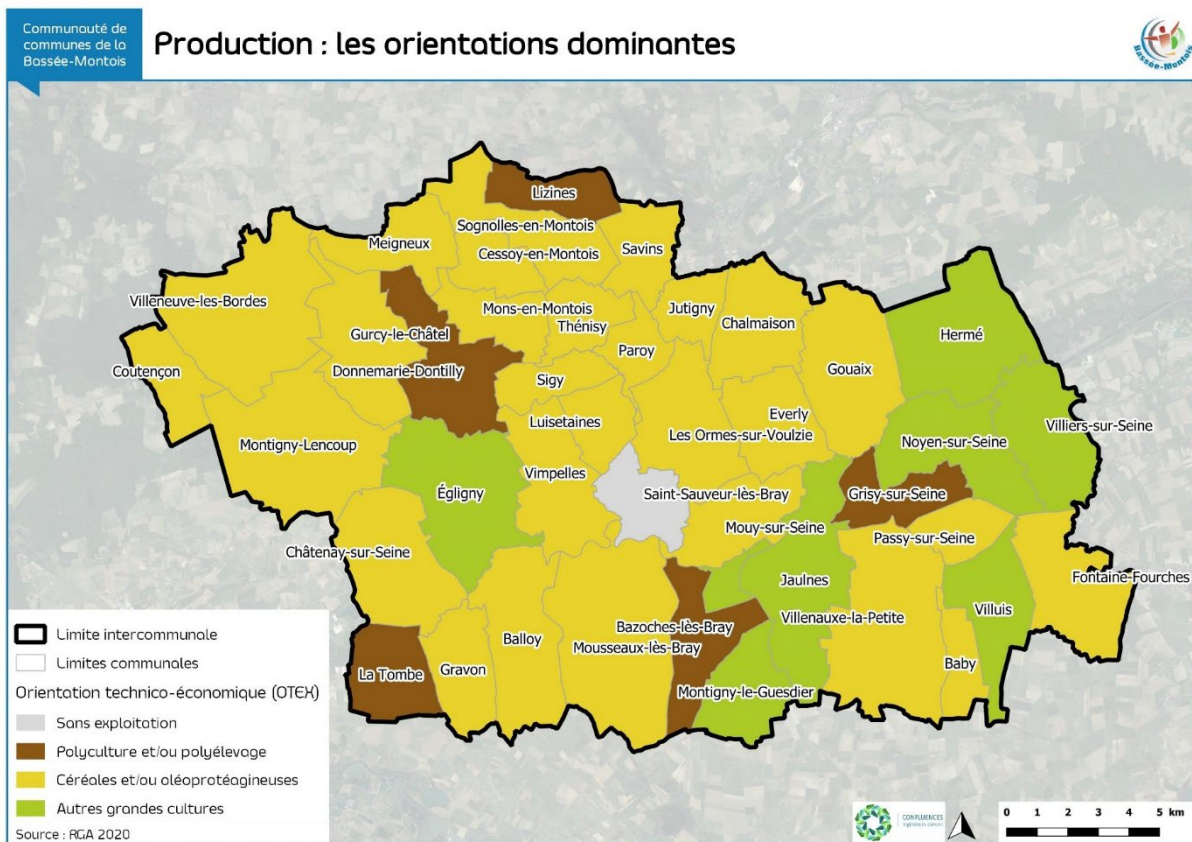 Communauté de
communes de la
Bassée-Montois
Production : les orientations dominantes
Bassée-Montois
Lizines
Sognolles-en-Montois
Meigneux
Cessoy-en-Montois
Savins
Villeneuve-les-Bordes
Mons-en-Montois
Jutigny
Thénisy
Chalmaison
Gurcy-le-Châtel
Hermé
Paroy
Coutençon
Donnemarie-Dontilly
Gouaix
Sigy
Everly
Luisetaines
Villiers-sur-Seine
Les Ormes-sur-Voulzie
Noyen-sur-Seine
Montigny-Lencoup
Vimpelles
Égligny
Saint-Sauveur-lès-Bray
Grisy-sur-Seine
Mouy-sur-Seine
Passy-sur-Seine
Châtenay-sur-Seine
Fontaine-Fourches
Jaulnes
Villuis
Villenauxe-la-Petite
Bazoches-lès-Bray
Balloy
Mousseaux-lès-Bray
Baby
Gravon
La Tombe
Montigny-le-Guesdier
Limite intercommunale
Limites communales
Orientation technico-économique (OTEX)
Sans exploitation
Polyculture et/ou polyélevage
Céréales et/ou oléoprotéagineuses
Autres grandes cultures
Source : RGA 2020
CONFLUENCES
0 1 2 3 4 5 km